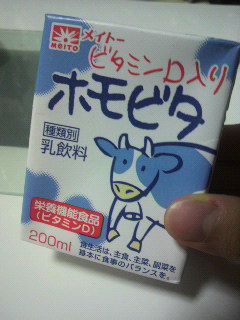 MEITO
メイトー
ビタミンD入り
ホモビタ
種類別
乳飲料
栄養機能食品
(ビタミンD)
200ml
食生活は、主食、主菜、副菜を
基本に食事のバランスを。